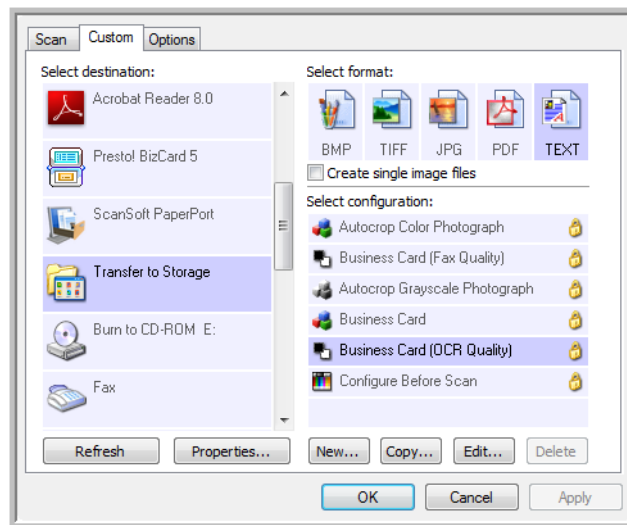 Scan Custom Options
Select destination:
Acrobat Reader 8.0
Presto! BizCard 5
ScanSoft PaperPort
Transfer to Storage
Burn to CD-ROM E:
Fax
Refresh Properties...
Select format:
BMP TIFF JPG PDF TEXT
Create single image files
Select configuration:
Autocrop Color Photograph
Business Card (Fax Quality)
Autocrop Grayscale Photograph
Business Card
Business Card (OCR Quality)
Configure Before Scan
New... Copy... Edit... Delete
OK Cancel Apply